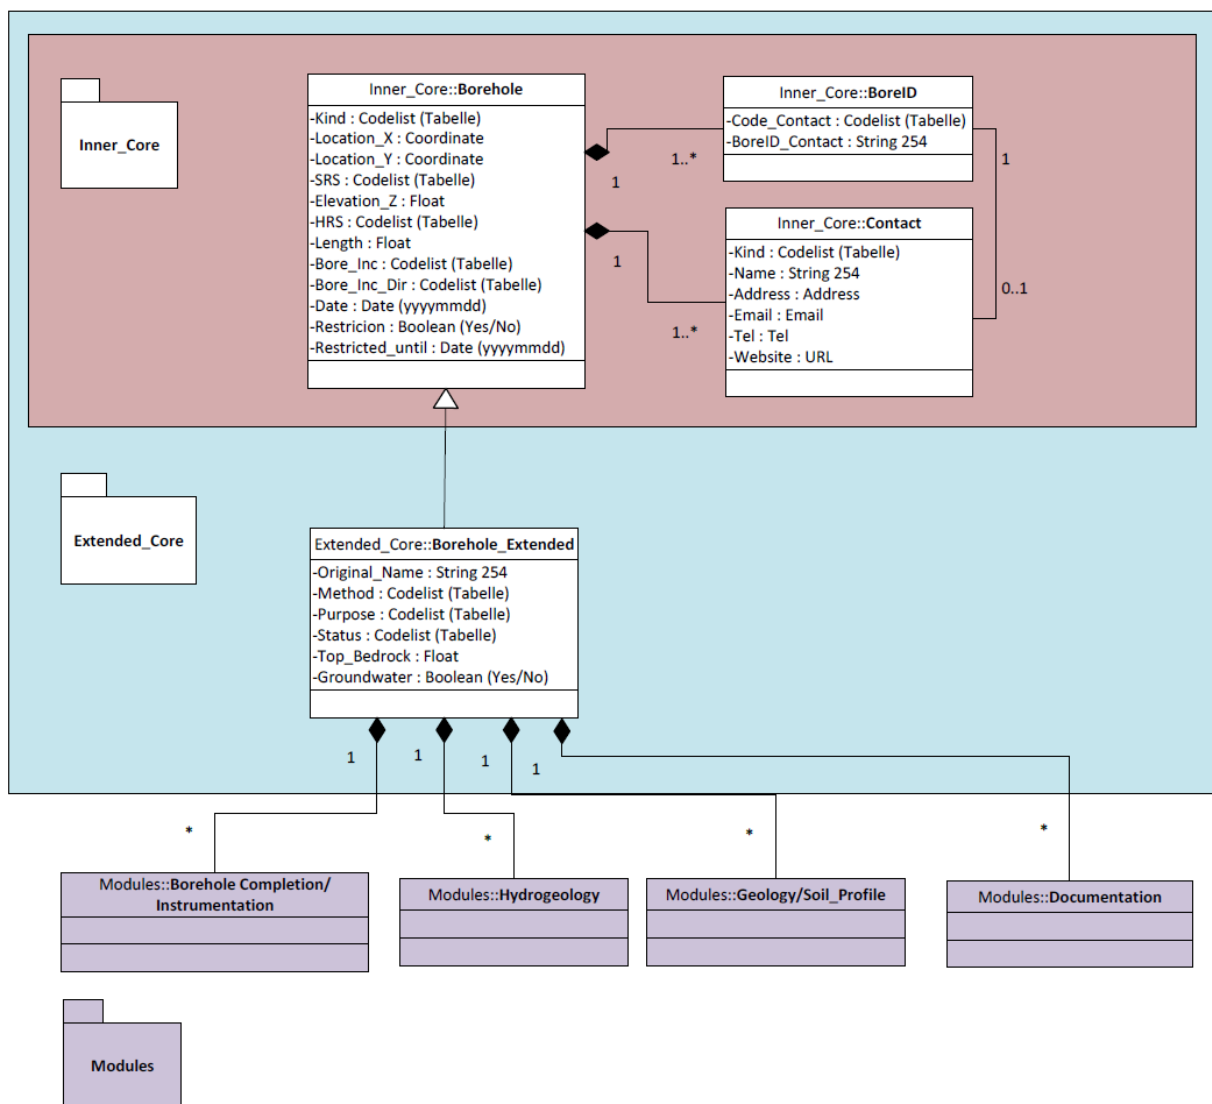 Inner_Core
Inner_Core::Borehole
-Kind : Codelist (Tabelle)
-Location_X : Coordinate
-Location_Y : Coordinate
-SRS : Codelist (Tabelle)
-Elevation_Z : Float
-HRS : Codelist (Tabelle)
-Length : Float
-Bore_Inc : Codelist (Tabelle)
-Bore_Inc_Dir : Codelist (Tabelle)
-Date : Date (yyyymmdd)
-Restricion : Boolean (Yes/No)
-Restricted_until : Date (yyyymmdd)
1
1..*
1
1..*
Inner_Core::BoreID
-Code_Contact : Codelist (Tabelle)
-BoreID_Contact : String 254
1
0..1
Inner_Core::Contact
-Kind : Codelist (Tabelle)
-Name : String 254
-Address : Address
-Email : Email
-Tel : Tel
-Website : URL
Extended_Core
Extended_Core::Borehole_Extended
-Original_Name : String 254
-Method : Codelist (Tabelle)
-Purpose : Codelist (Tabelle)
-Status : Codelist (Tabelle)
-Top_Bedrock : Float
-Groundwater : Boolean (Yes/No)
1
1
1
1
*
*
*
*
Modules::Borehole Completion/
Instrumentation
Modules::Hydrogeology
Modules::Geology/Soil_Profile
Modules::Documentation
Modules